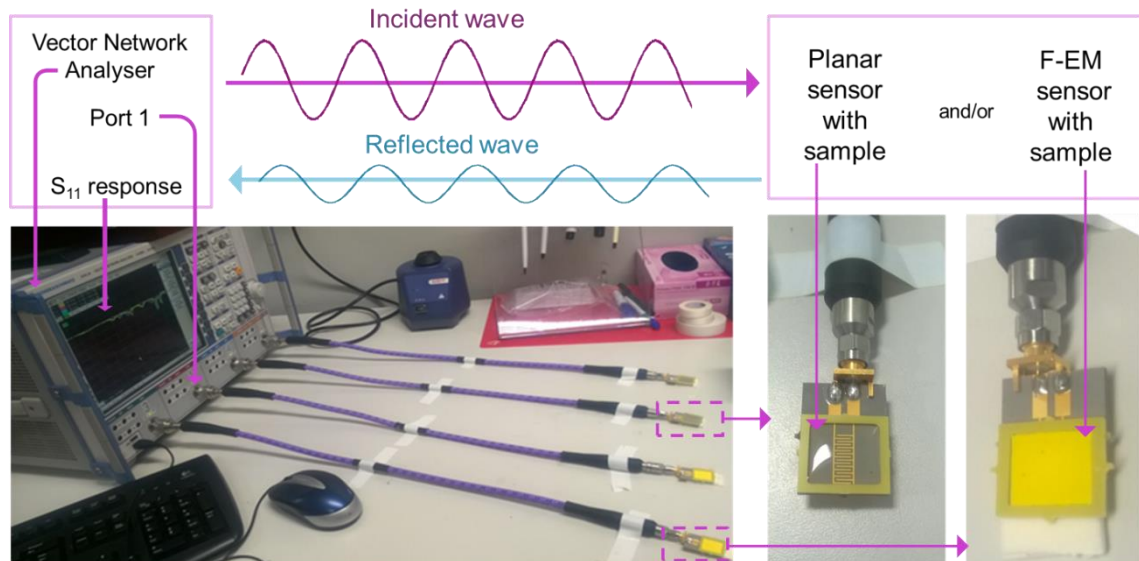 Vector Network
Analyser
Port 1
S₁₁ response
Incident wave
Reflected wave
Planar
sensor
with
sample
and/or
F-EM
sensor
with
sample